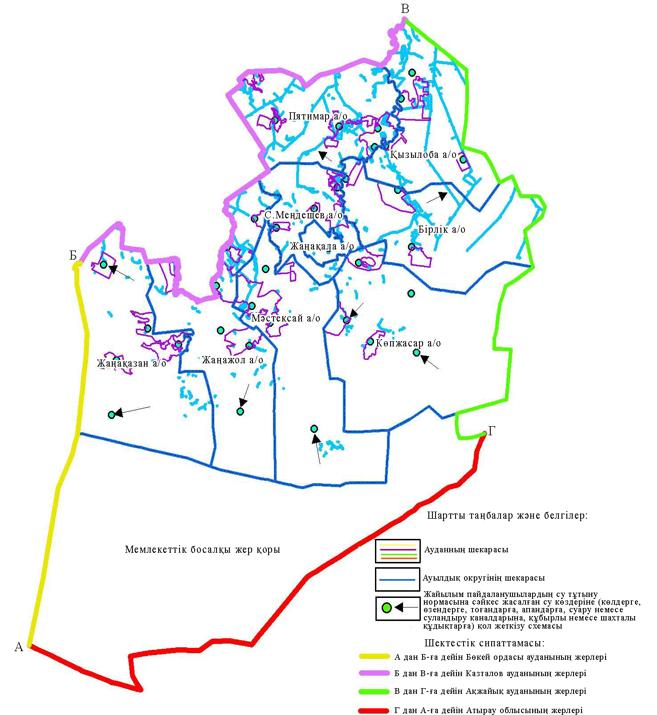 В
Пятимар а/о
Қызылоба а/о
С.Меңдешев а/о
Бірлік а/о
Жаңақала а/о
Б
Мәстексай а/о
Көпжасар а/о
Жаңақазан а/о
Жаңажол а/о
Г
Шартты таңбалар және белгілер:
Мемлекеттік босалқы жер қоры
Ауданның шекарасы
Ауылдық округінің шекарасы
Жайылым пайдаланушылардың су тұтыну
нормасына сәйкес жасалған су көздеріне (көлдерге,
өзендерге, тоғандарға, апандарға, суару немесе
суландыру каналдарына, құбырлы немесе шахталы
құдықтарға) қол жеткізу схемасы
Шектестік сипаттамасы:
А
А дан Б-ға дейін Бөкей ордасы ауданының жерлері
Б дан В-ға дейін Казталов ауданының жерлері
В дан Г-ға дейін Ақжайық ауданының жерлері
Г дан А-ға дейін Атырау облысының жерлері